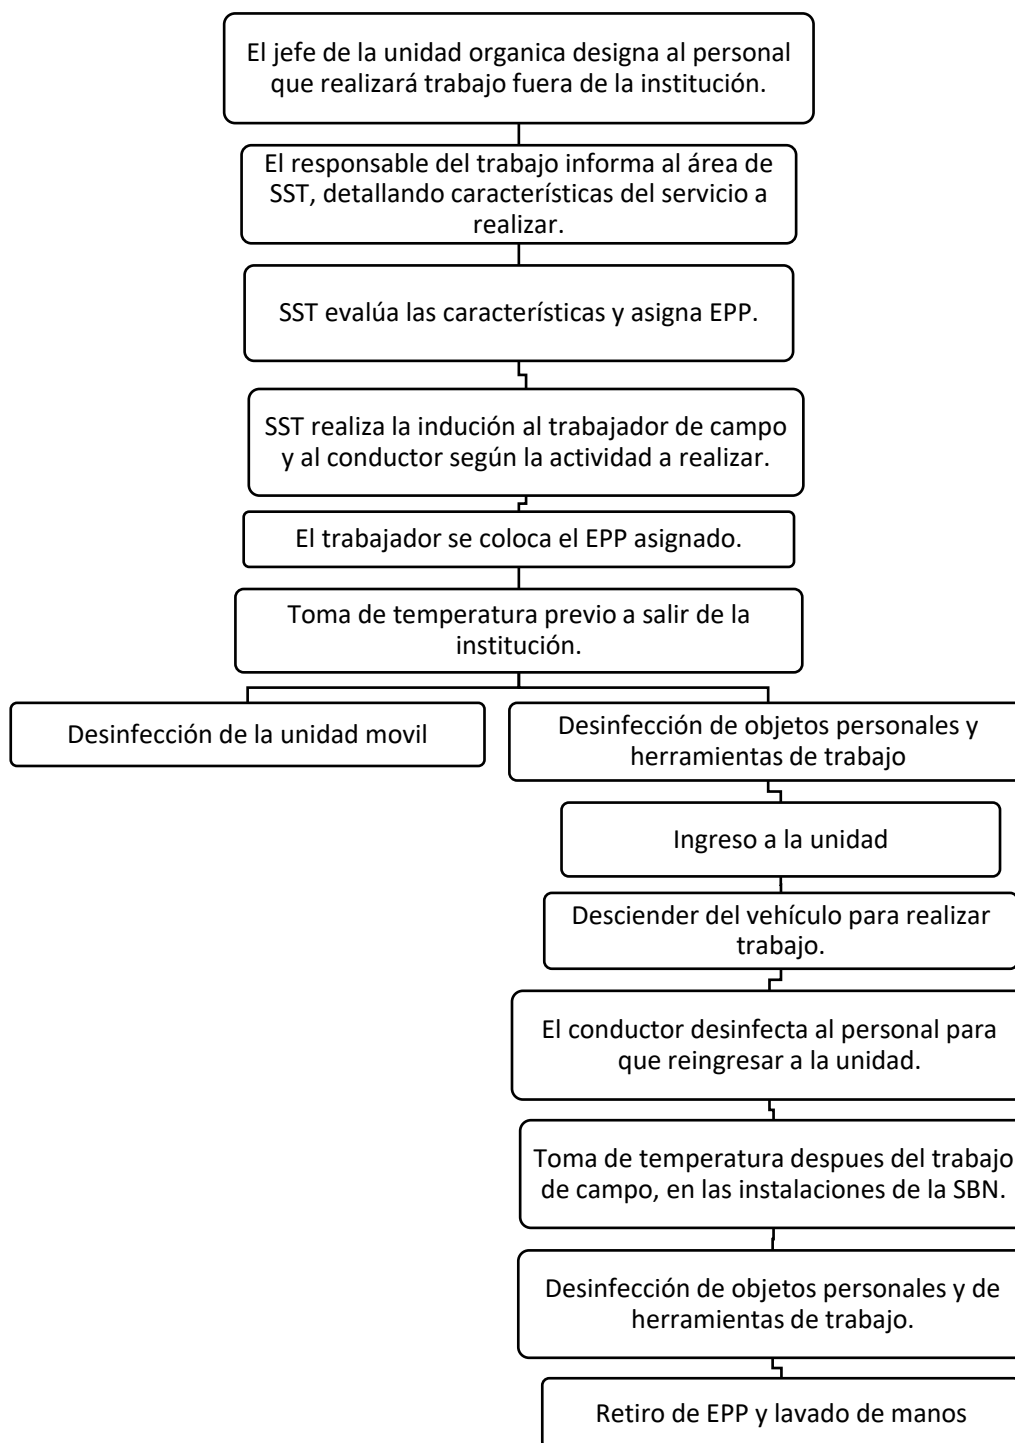 El jefe de la unidad organica designa al personal
que realizará trabajo fuera de la institución.
El responsable del trabajo informa al área de
SST, detallando características del servicio a
realizar.
SST evalúa las características y asigna EPP.
SST realiza la indución al trabajador de campo
y al conductor según la actividad a realizar.
El trabajador se coloca el EPP asignado.
Toma de temperatura previo a salir de la
institución.
Desinfección de la unidad movil
Desinfección de objetos personales y
herramientas de trabajo
Ingreso a la unidad
Desciender del vehículo para realizar
trabajo.
El conductor desinfecta al personal para
que reingresar a la unidad.
Toma de temperatura despues del trabajo
de campo, en las instalaciones de la SBN.
Desinfección de objetos personales y de
herramientas de trabajo.
Retiro de EPP y lavado de manos